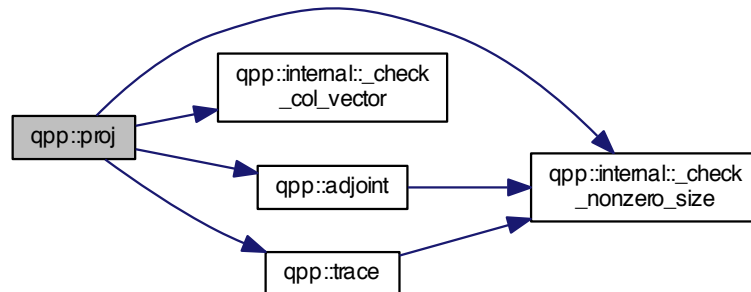 qpp::proj
qpp::internal::_check
_col_vector
qpp::adjoint
qpp::trace
qpp::internal::_check
_nonzero_size